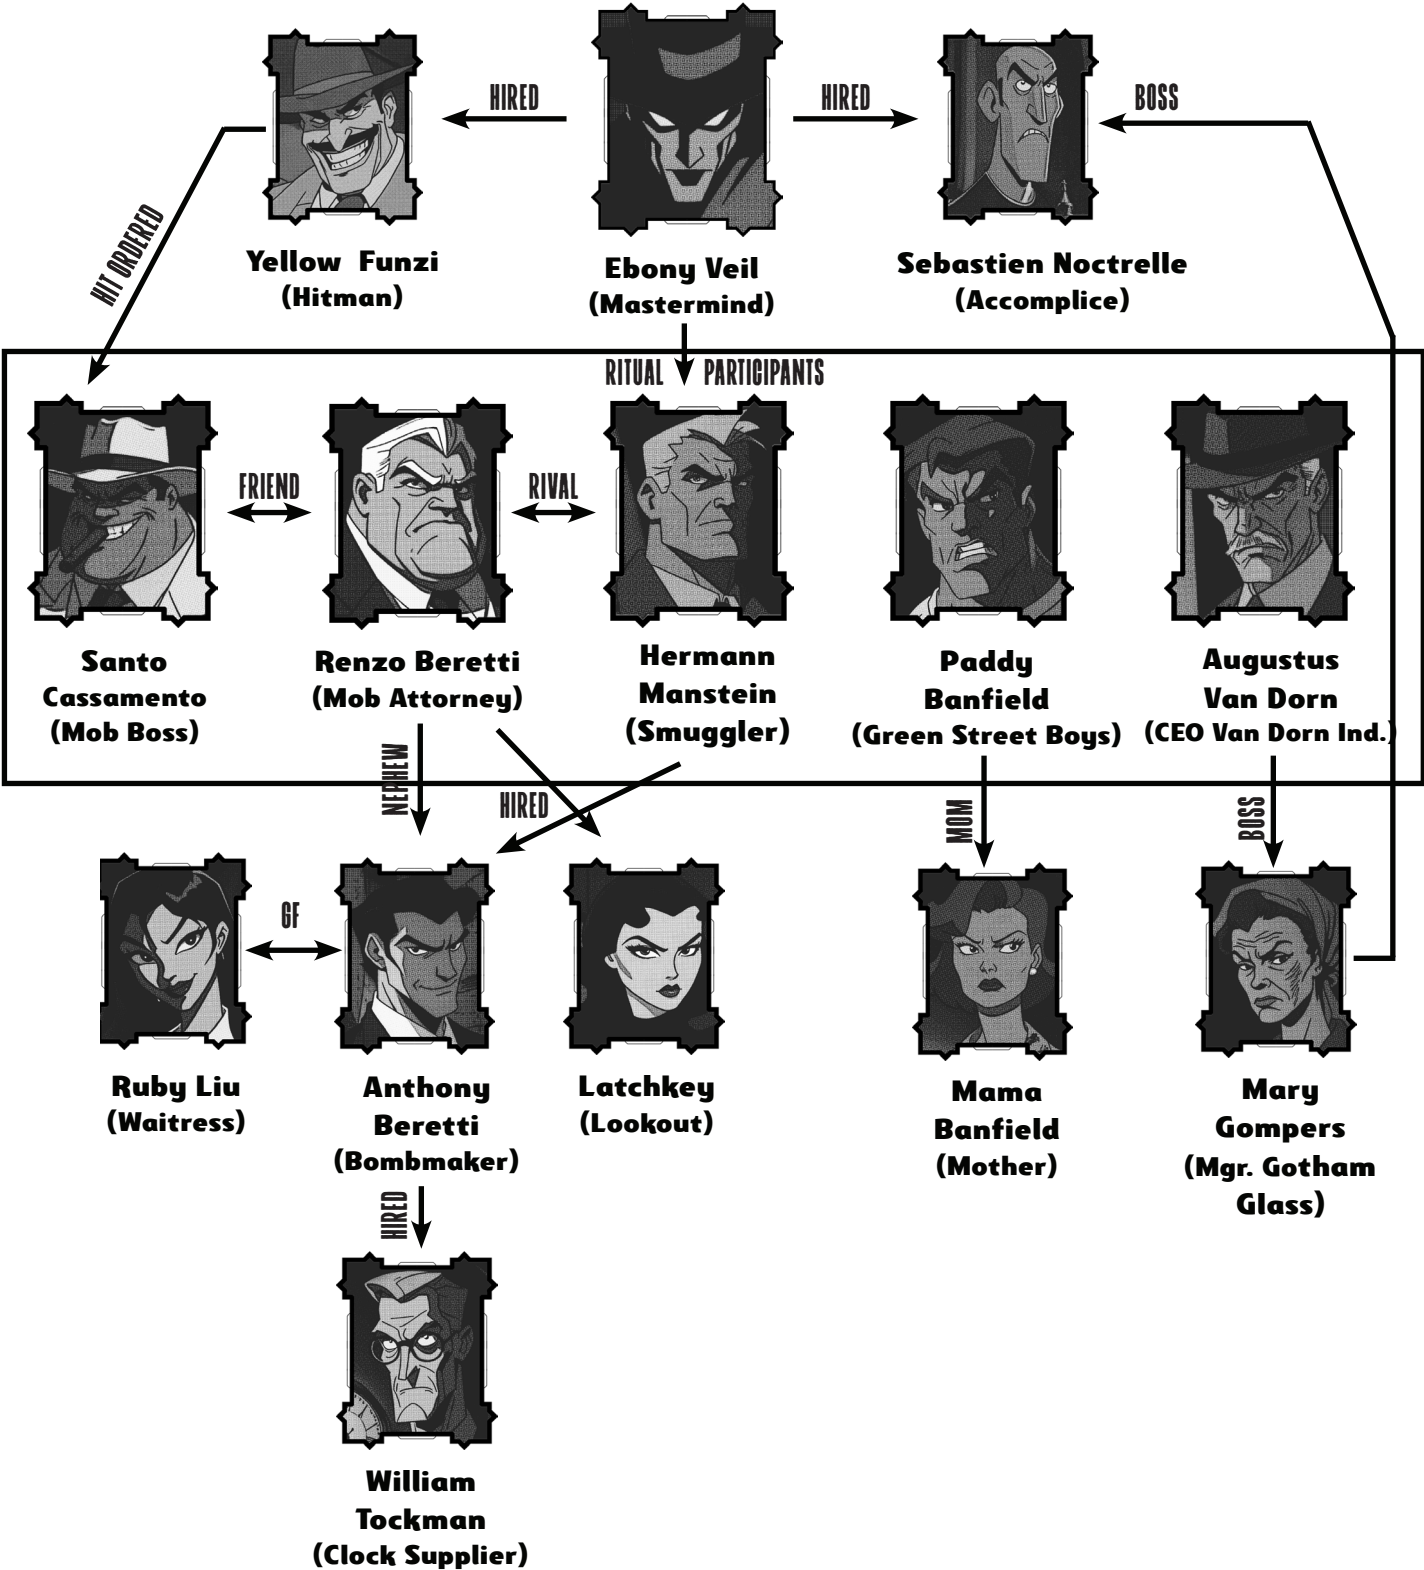 HIRED
HIRED
BOSS
HIT ORDERED
Yellow Funzi
(Hitman)
Ebony Veil
(Mastermind)
Sebastien Noctrelle
(Accomplice)
RITUAL PARTICIPANTS
FRIEND
RIVAL
Santo
Cassamento
(Mob Boss)
Renzo Beretti
(Mob Attorney)
Hermann
Manstein
(Smuggler)
Paddy
Banfield
(Green Street Boys)
Augustus
Van Dorn
(CEO Van Dorn Ind.)
NEPHEW
HIRED
MOM
BOSS
GF
Ruby Liu
(Waitress)
Anthony
Beretti
(Bombmaker)
Latchkey
(Lookout)
Mama
Banfield
(Mother)
Mary
Gompers
(Mgr. Gotham
Glass)
HIRED
William
Tockman
(Clock Supplier)